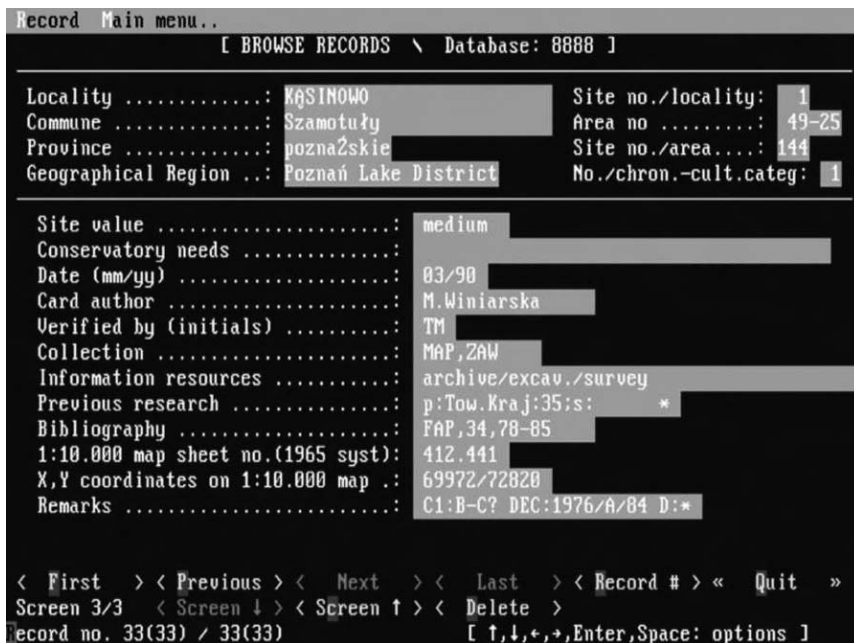 Record Main menu..
[ BROWSE RECORDS \ Database: 8888 ]
Locality .............: KĄSINOWO Site no./locality: 1
Commune ..............: Szamotuły Area no .........: 49-25
Province .............: poznaŹskie Site no./area....: 144
Geographical Region ..: Poznań Lake District No./chron.-cult.categ: 1
Site value ......................: medium
Conservatory needs ..............:
Date (mm/yy) ....................: 03/90
Card author .....................: M.Winiarska
Verified by (initials) ..........: TM
Collection ......................: MAP,ZAW
Information resources ...........: archive/excav./survey
Previous research ...............: p:Tow.Kraj:35;s: *
Bibliography ....................: FAP,34,78-85
1:10.000 map sheet no.(1965 syst): 412.441
X,Y coordinates on 1:10.000 map .: 69972/72820
Remarks .........................: C1:B-C? DEC:1976/A/84 D:*
< First > < Previous > < Next > < Last > < Record # > « Quit »
Screen 3/3 < Screen ↓ > < Screen ↑ > < Delete >
Record no. 33(33) / 33(33) [ ↑,↓,←,→,Enter,Space: options ]